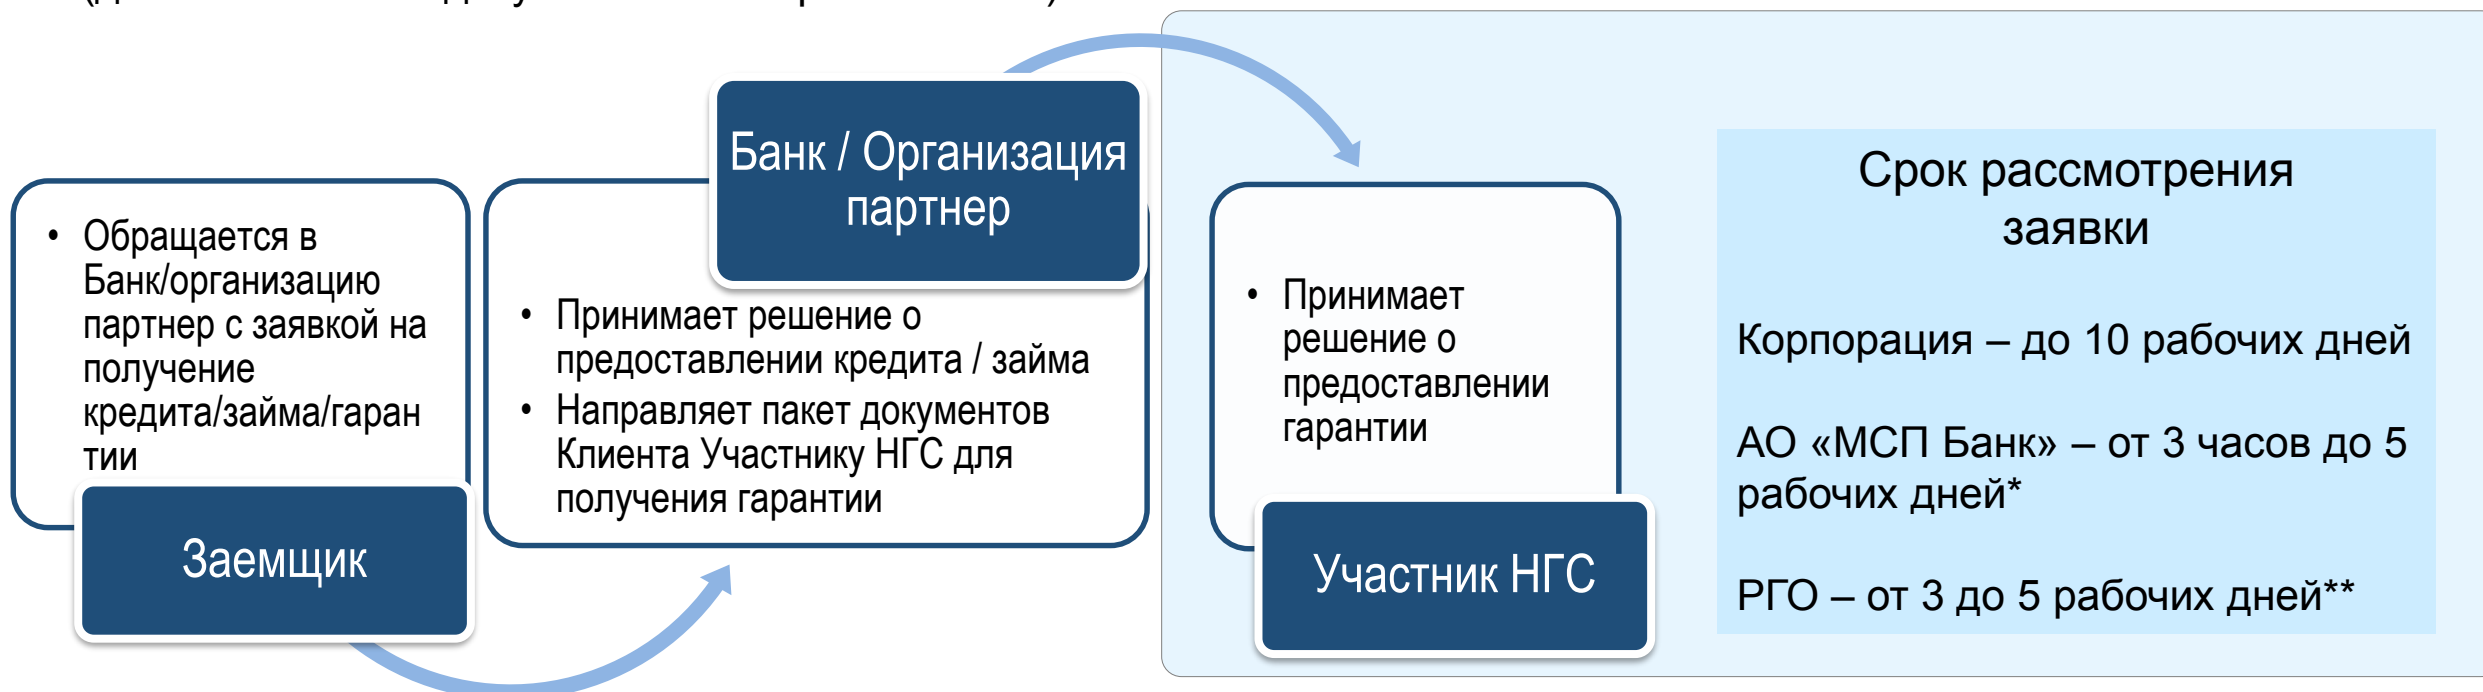 Банк / Организация
партнер
• Обращается в
Банк/организацию
партнер с заявкой на
получение
кредита/займа/гаран
тии
Заемщик
• Принимает решение о
предоставлении кредита / займа
• Направляет пакет документов
Клиента Участнику НГС для
получения гарантии
• Принимает
решение о
предоставлении
гарантии
Участник НГС
Срок рассмотрения
заявки
Корпорация – до 10 рабочих дней
АО «МСП Банк» – от 3 часов до 5
рабочих дней*
РГО – от 3 до 5 рабочих дней**